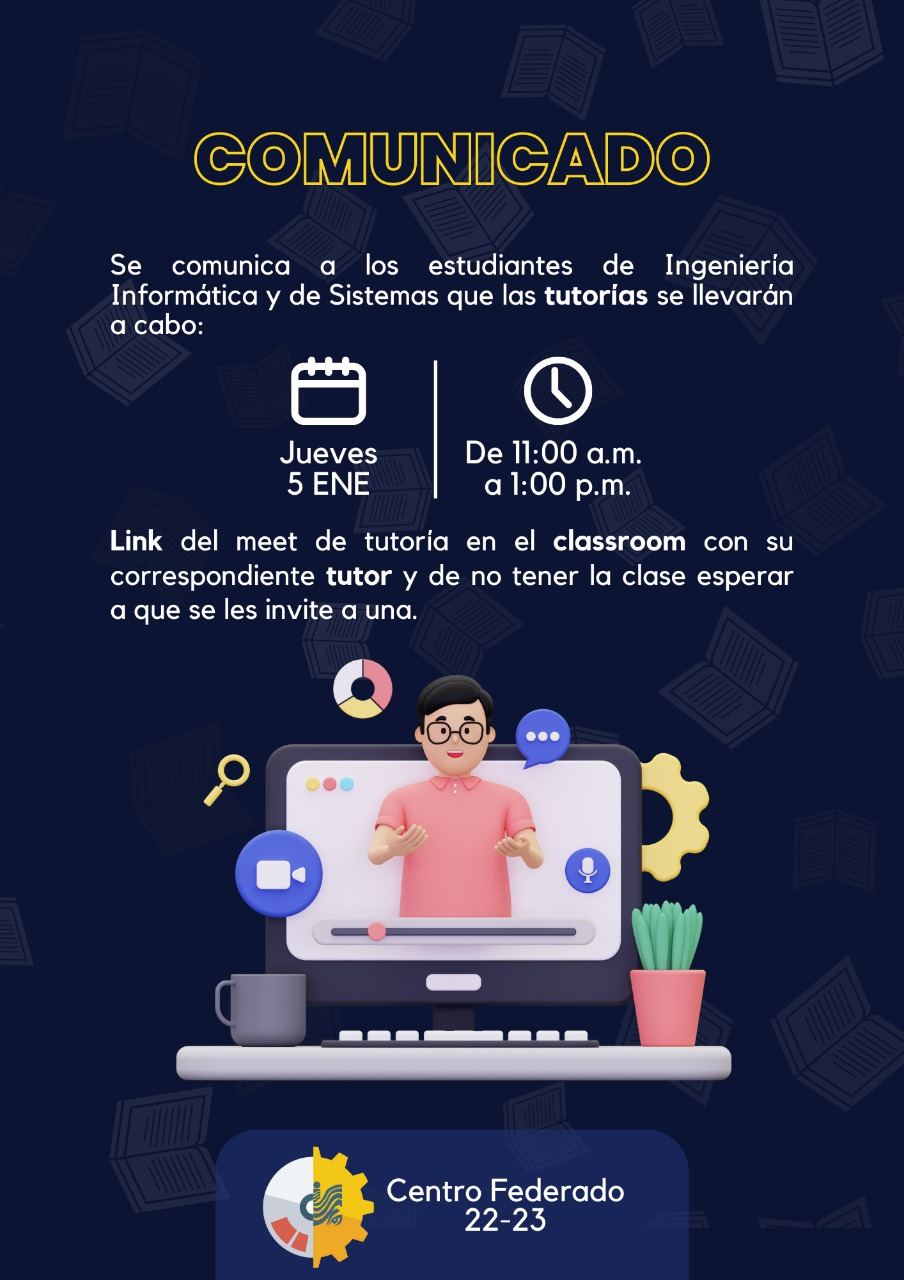 COMUNICADO
Se comunica a los estudiantes de Ingeniería
Informática y de Sistemas que las tutorías se llevarán
a cabo:
Jueves
5 ENE
De 11:00 a.m.
a 1:00 p.m.
Link del meet de tutoría en el classroom con su
correspondiente tutor y de no tener la clase esperar
a que se les invite a una.
Centro Federado
22-23